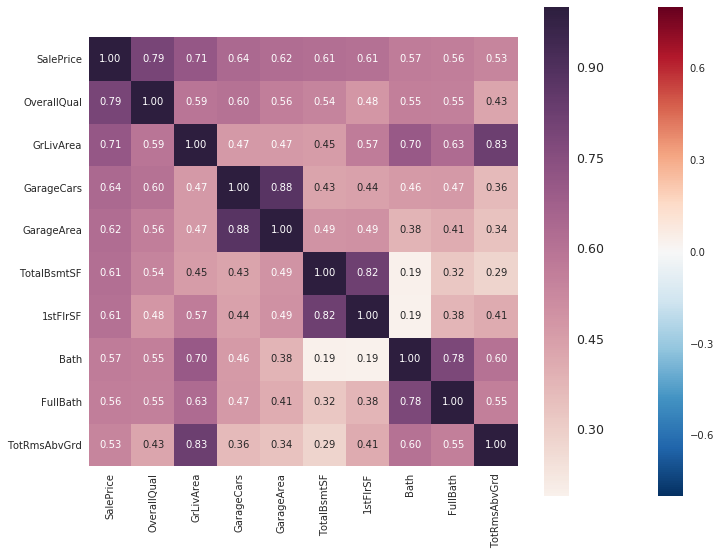 SalePrice 1.00 0.79 0.71 0.64 0.62 0.61 0.61 0.57 0.56 0.53
OverallQual 0.79 1.00 0.59 0.60 0.56 0.54 0.48 0.55 0.55 0.43
GrLivArea 0.71 0.59 1.00 0.47 0.47 0.45 0.57 0.70 0.63 0.83
GarageCars 0.64 0.60 0.47 1.00 0.88 0.43 0.44 0.46 0.47 0.36
GarageArea 0.62 0.56 0.47 0.88 1.00 0.49 0.49 0.38 0.41 0.34
TotalBsmtSF 0.61 0.54 0.45 0.43 0.49 1.00 0.82 0.19 0.32 0.29
1stFlrSF 0.61 0.48 0.57 0.44 0.49 0.82 1.00 0.19 0.38 0.41
Bath 0.57 0.55 0.70 0.46 0.38 0.19 0.19 1.00 0.78 0.60
FullBath 0.56 0.55 0.63 0.47 0.41 0.32 0.38 0.78 1.00 0.55
TotRmsAbvGrd 0.53 0.43 0.83 0.36 0.34 0.29 0.41 0.60 0.55 1.00
SalePrice
OverallQual
GrLivArea
GarageCars
GarageArea
TotalBsmtSF
1stFlrSF
Bath
FullBath
TotRmsAbvGrd
0.90
0.75
0.60
0.45
0.30
0.6
0.3
0.0
−0.3
−0.6